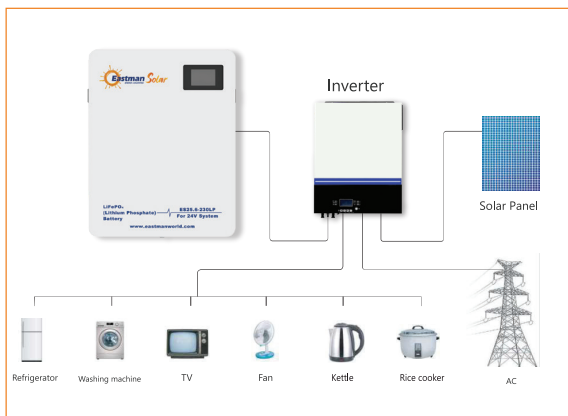 Eastman Solar
Inverter
LiFePO₄
(Lithium Phosphate)
Battery
ES25.6-230LP
For 24V System
www.eastmanworld.com
Solar Panel
Refrigerator
Washing machine
TV
Fan
Kettle
Rice cooker
AC